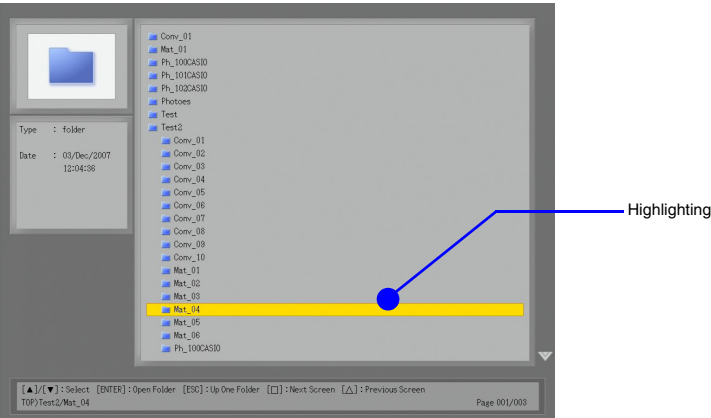 Conv_01
Mat_01
Ph_100CASIO
Ph_101CASIO
Ph_102CASIO
Photoes
Test
Test2
Conv_01
Conv_02
Conv_03
Conv_04
Conv_05
Conv_06
Conv_07
Conv_08
Conv_09
Conv_10
Mat_01
Mat_02
Mat_03
Mat_04
Mat_05
Mat_06
Ph_100CASIO
Type : folder
Date : 03/Dec/2007
12:04:36
Highlighting
[▲]/[▼]:Select [ENTER]:Open Folder [ESC]:Up One Folder [□]:Next Screen [△]:Previous Screen
TOP>Test2/Mat_04 Page 001/003